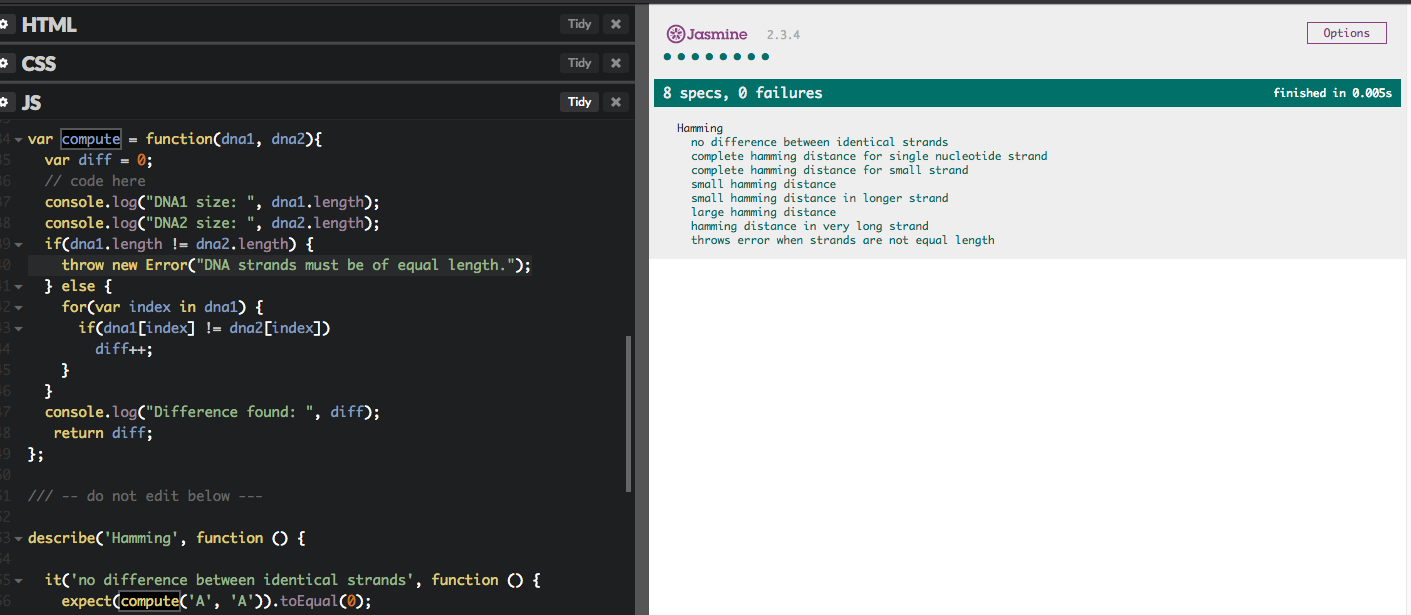 HTML
Tidy
CSS
Tidy
JS
Tidy
var compute = function(dna1, dna2){
var diff = 0;
// code here
console.log("DNA1 size: ", dna1.length);
console.log("DNA2 size: ", dna2.length);
if(dna1.length != dna2.length) {
throw new Error("DNA strands must be of equal length.");
} else {
for(var index in dna1) {
if(dna1[index] != dna2[index])
diff++;
}
}
console.log("Difference found: ", diff);
return diff;
};
/// -- do not edit below ---
describe('Hamming', function () {
it('no difference between identical strands', function () {
expect(compute('A', 'A')).toEqual(0);
Jasmine 2.3.4
Options
8 specs, 0 failures
finished in 0.005s
Hamming
no difference between identical strands
complete hamming distance for single nucleotide strand
complete hamming distance for small strand
small hamming distance
small hamming distance in longer strand
large hamming distance
hamming distance in very long strand
throws error when strands are not equal length